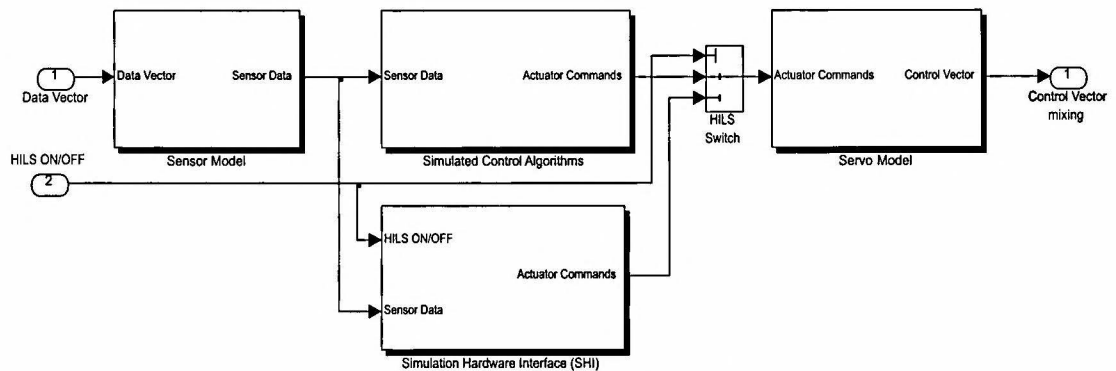 1
Data Vector
Data Vector
Sensor Data
Sensor Model
Sensor Data
Actuator Commands
Simulated Control Algorithms
HILS
Switch
Actuator Commands
Control Vector
Servo Model
1
Control Vector
mixing
HILS ON/OFF
2
HILS ON/OFF
Actuator Commands
Sensor Data
Simulation Hardware Interface (SHI)